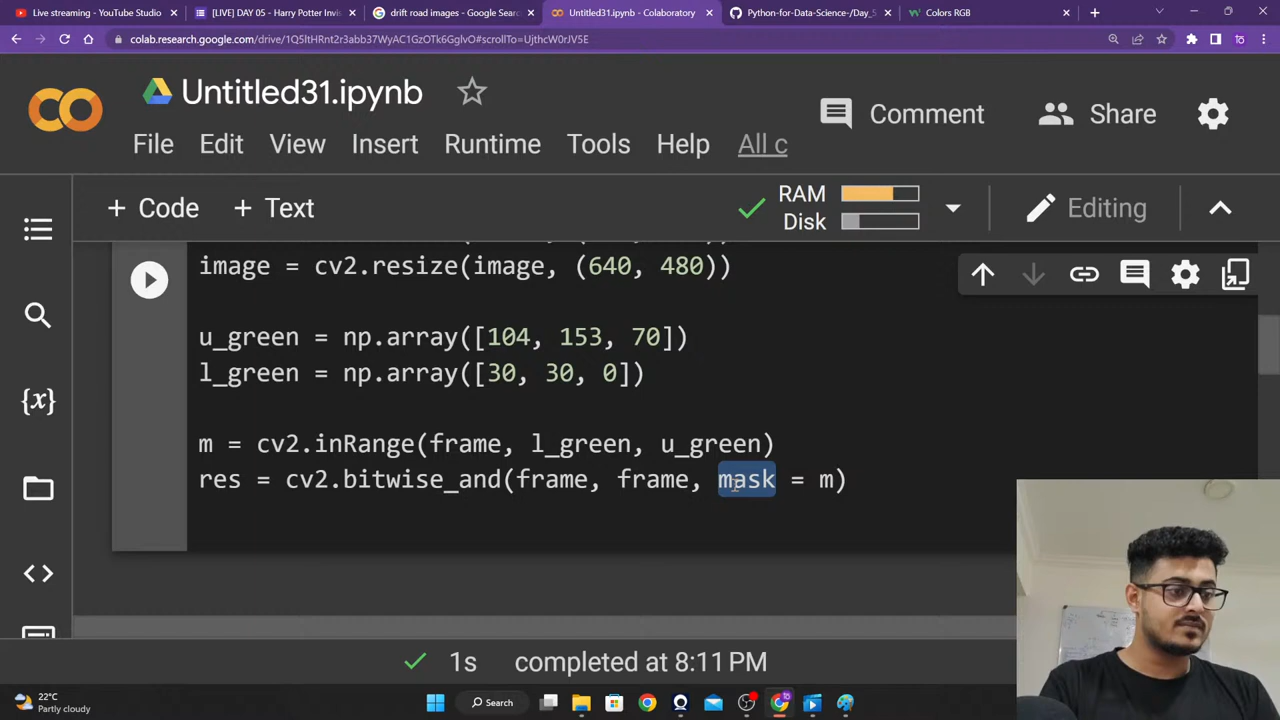 Live streaming - YouTube Studio
[LIVE] DAY 05 - Harry Potter Invis
drift road images - Google Search
Untitled31.ipynb - Colaboratory
Python-for-Data-Science-/Day_5
Colors RGB
colab.research.google.com/drive/1Q5ltHRnt2r3abb37WyAC1GzOTk6GglvO#scrollTo=UjthcW0rJV5E
Untitled31.ipynb
Comment
Share
File Edit View Insert Runtime Tools Help All c
+ Code + Text
RAM
Disk
Editing
image = cv2.resize(image, (640, 480))
u_green = np.array([104, 153, 70])
l_green = np.array([30, 30, 0])
m = cv2.inRange(frame, l_green, u_green)
res = cv2.bitwise_and(frame, frame, mask = m)
{x}
1s completed at 8:11 PM
22°C
Partly cloudy
Search